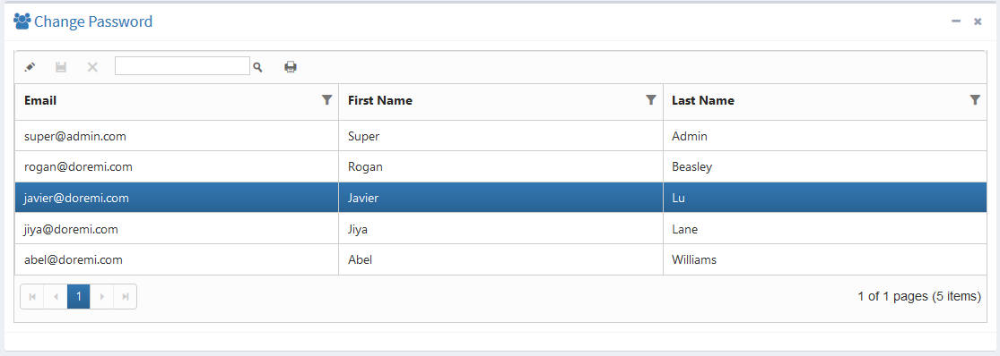 Change Password
Email First Name Last Name
super@admin.com Super Admin
rogan@doremi.com Rogan Beasley
javier@doremi.com Javier Lu
jiya@doremi.com Jiya Lane
abel@doremi.com Abel Williams
1 1 of 1 pages (5 items)